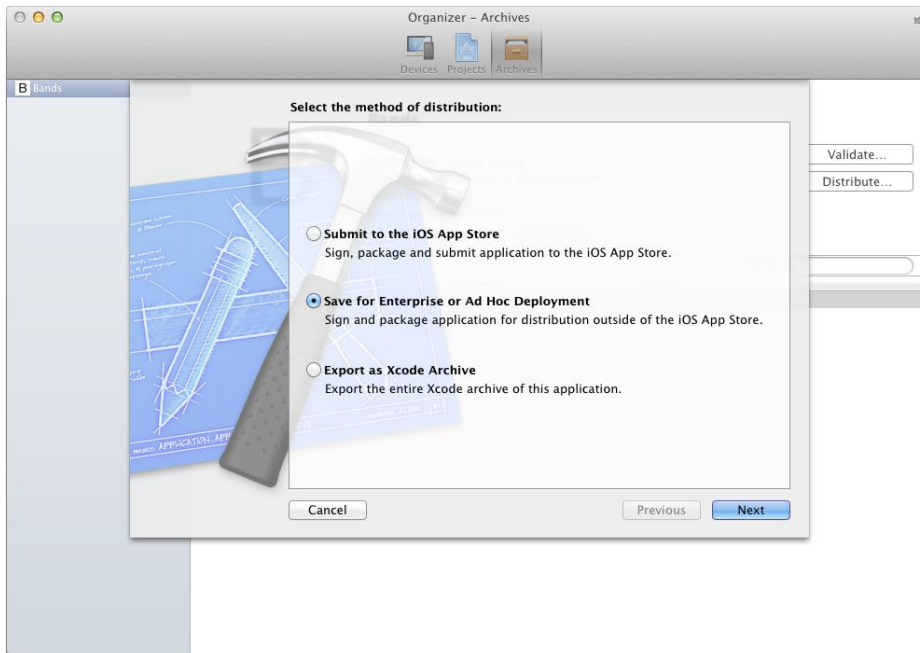 Organizer – Archives
Devices Projects Archives
B Bands
Select the method of distribution:
Bands
Validate...
Distribute...
Submit to the iOS App Store
Sign, package and submit application to the iOS App Store.
Save for Enterprise or Ad Hoc Deployment
Sign and package application for distribution outside of the iOS App Store.
Export as Xcode Archive
Export the entire Xcode archive of this application.
Cancel Previous Next